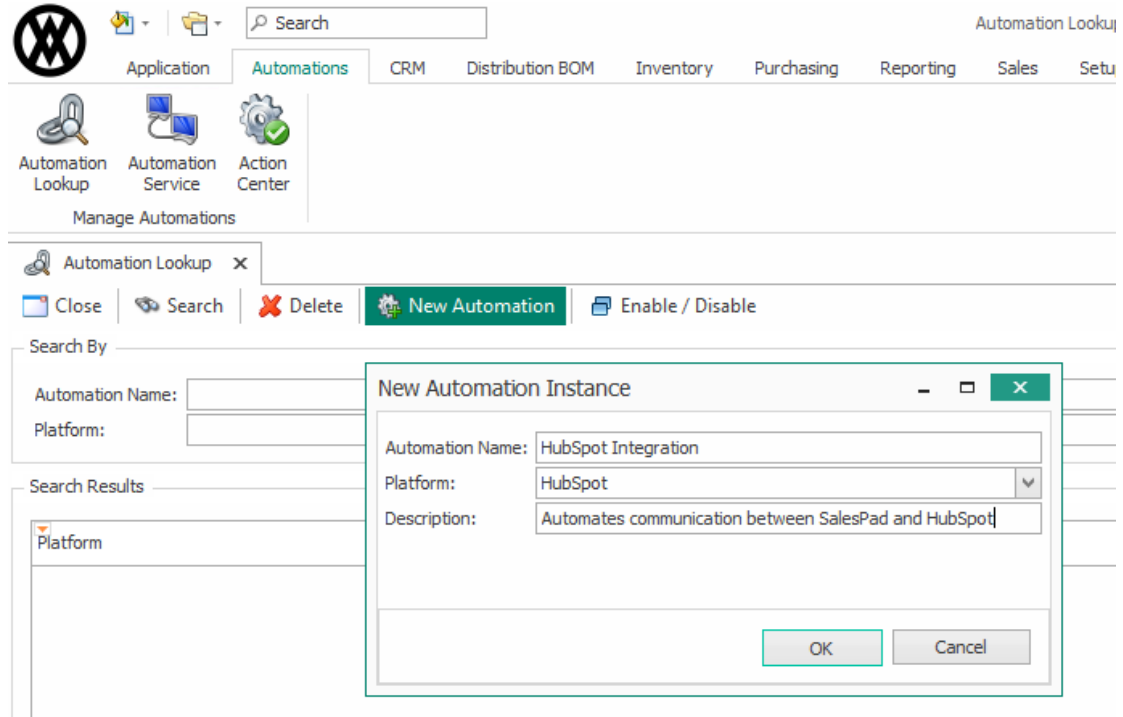 Search
Automation Looku
Application Automations CRM Distribution BOM Inventory Purchasing Reporting Sales Setu
Automation Lookup
Automation Service
Action Center
Manage Automations
Automation Lookup
Close Search Delete New Automation Enable / Disable
Search By
Automation Name:
Platform:
Search Results
Platform
New Automation Instance
Automation Name: HubSpot Integration
Platform: HubSpot
Description: Automates communication between SalesPad and HubSpot
OK Cancel